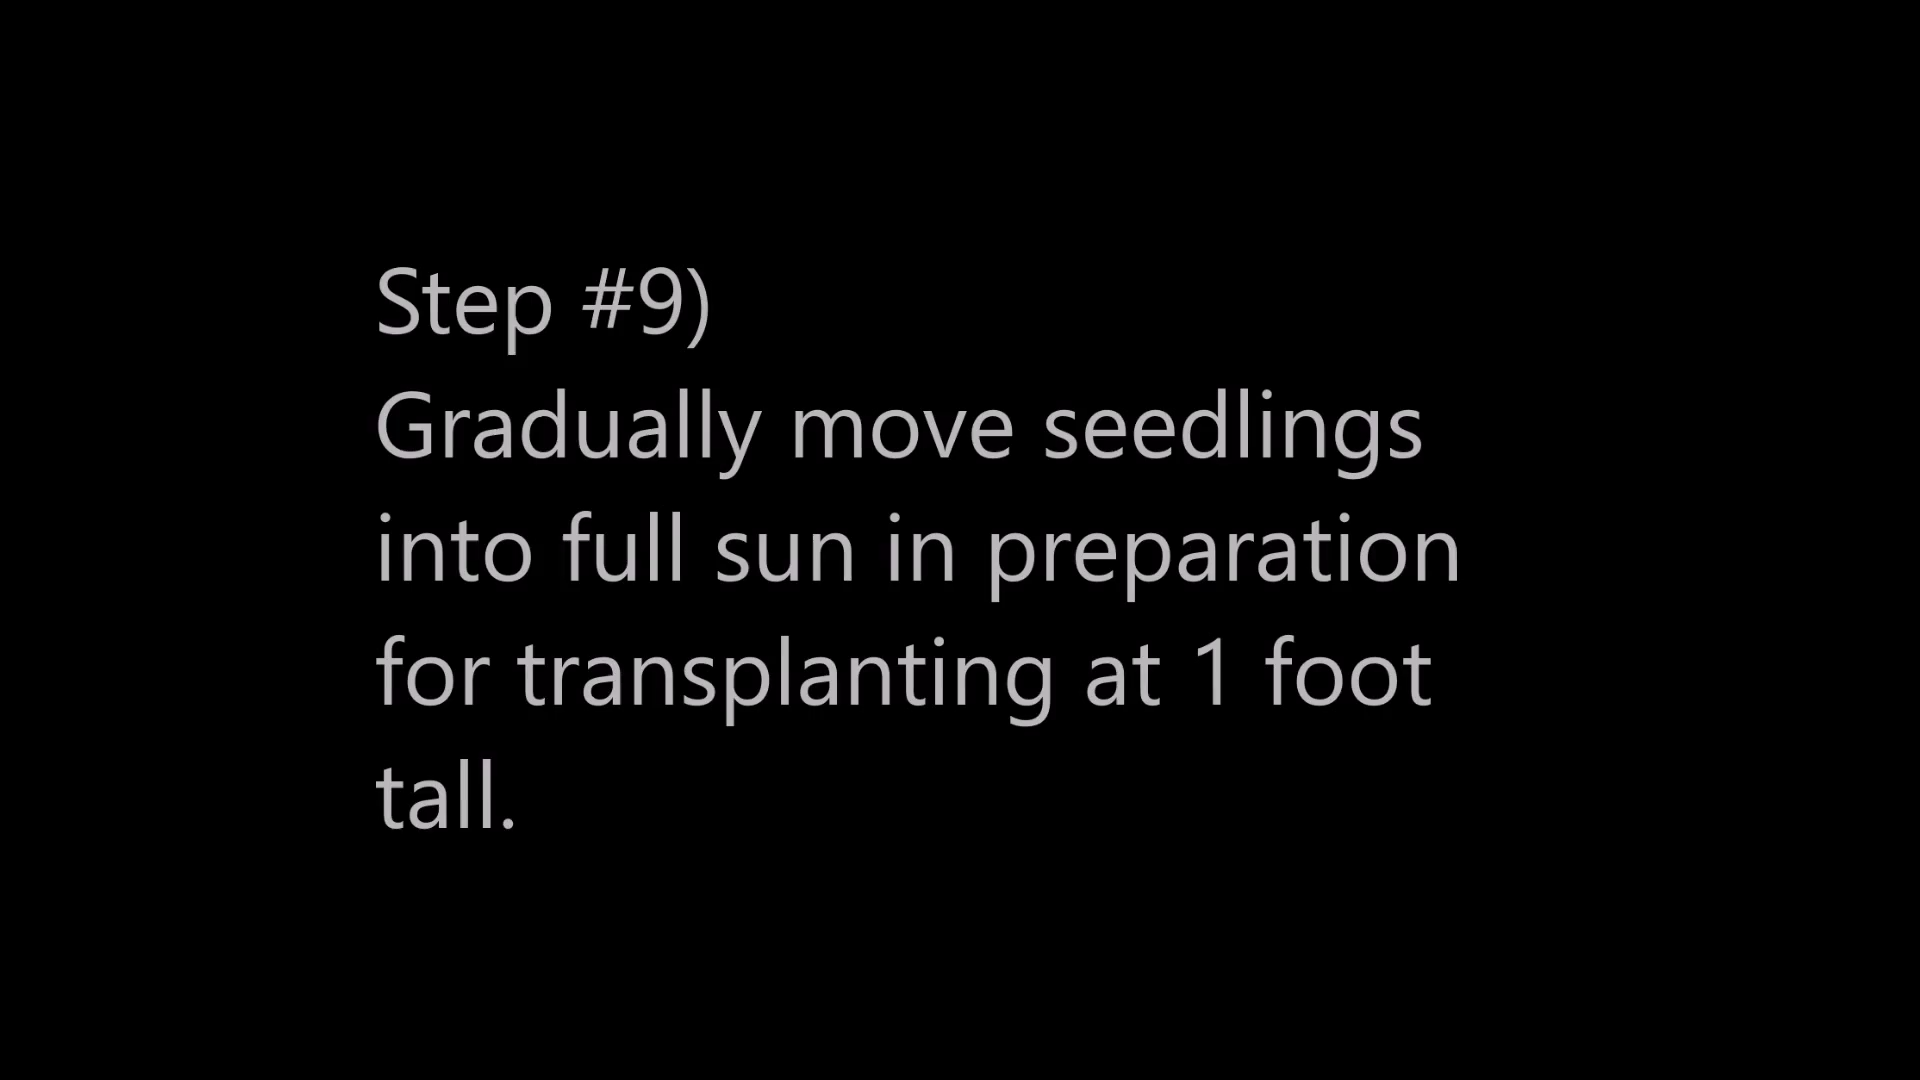 Step #9)
Gradually move seedlings
into full sun in preparation
for transplanting at 1 foot
tall.